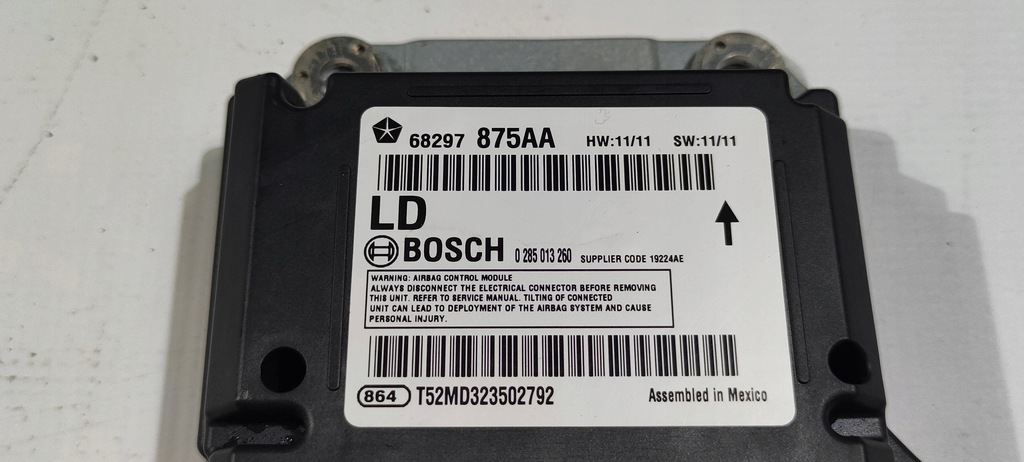 68297 875AA HW:11/11 SW:11/11
LD
BOSCH 0 285 013 260 SUPPLIER CODE 19224AE
WARNING: AIRBAG CONTROL MODULE
ALWAYS DISCONNECT THE ELECTRICAL CONNECTOR BEFORE REMOVING
THIS UNIT. REFER TO SERVICE MANUAL. TILTING OF CONNECTED
UNIT CAN LEAD TO DEPLOYMENT OF THE AIRBAG SYSTEM AND CAUSE
PERSONAL INJURY.
864 T52MD323502792 Assembled in Mexico